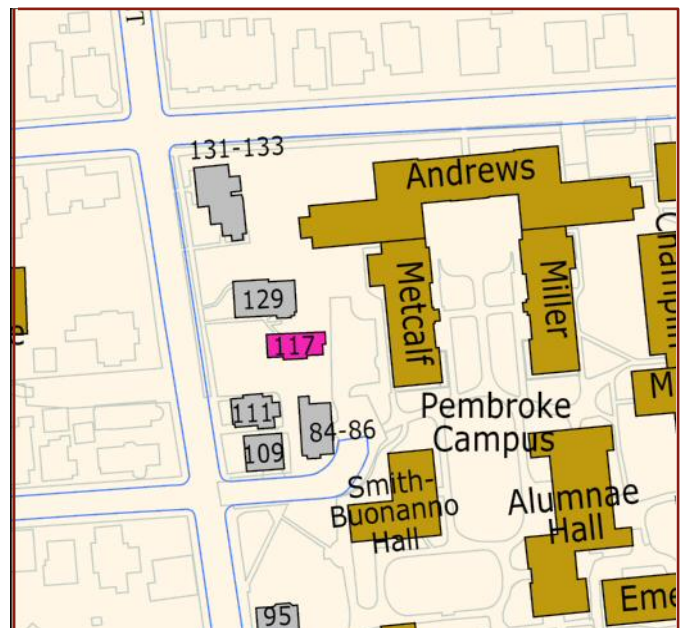 T
131-133
Andrews
129
Metcalf
Miller
117
111
84-86
109
Pembroke
Campus
Smith-
Buonanno
Hall
Alumnae
Hall
95